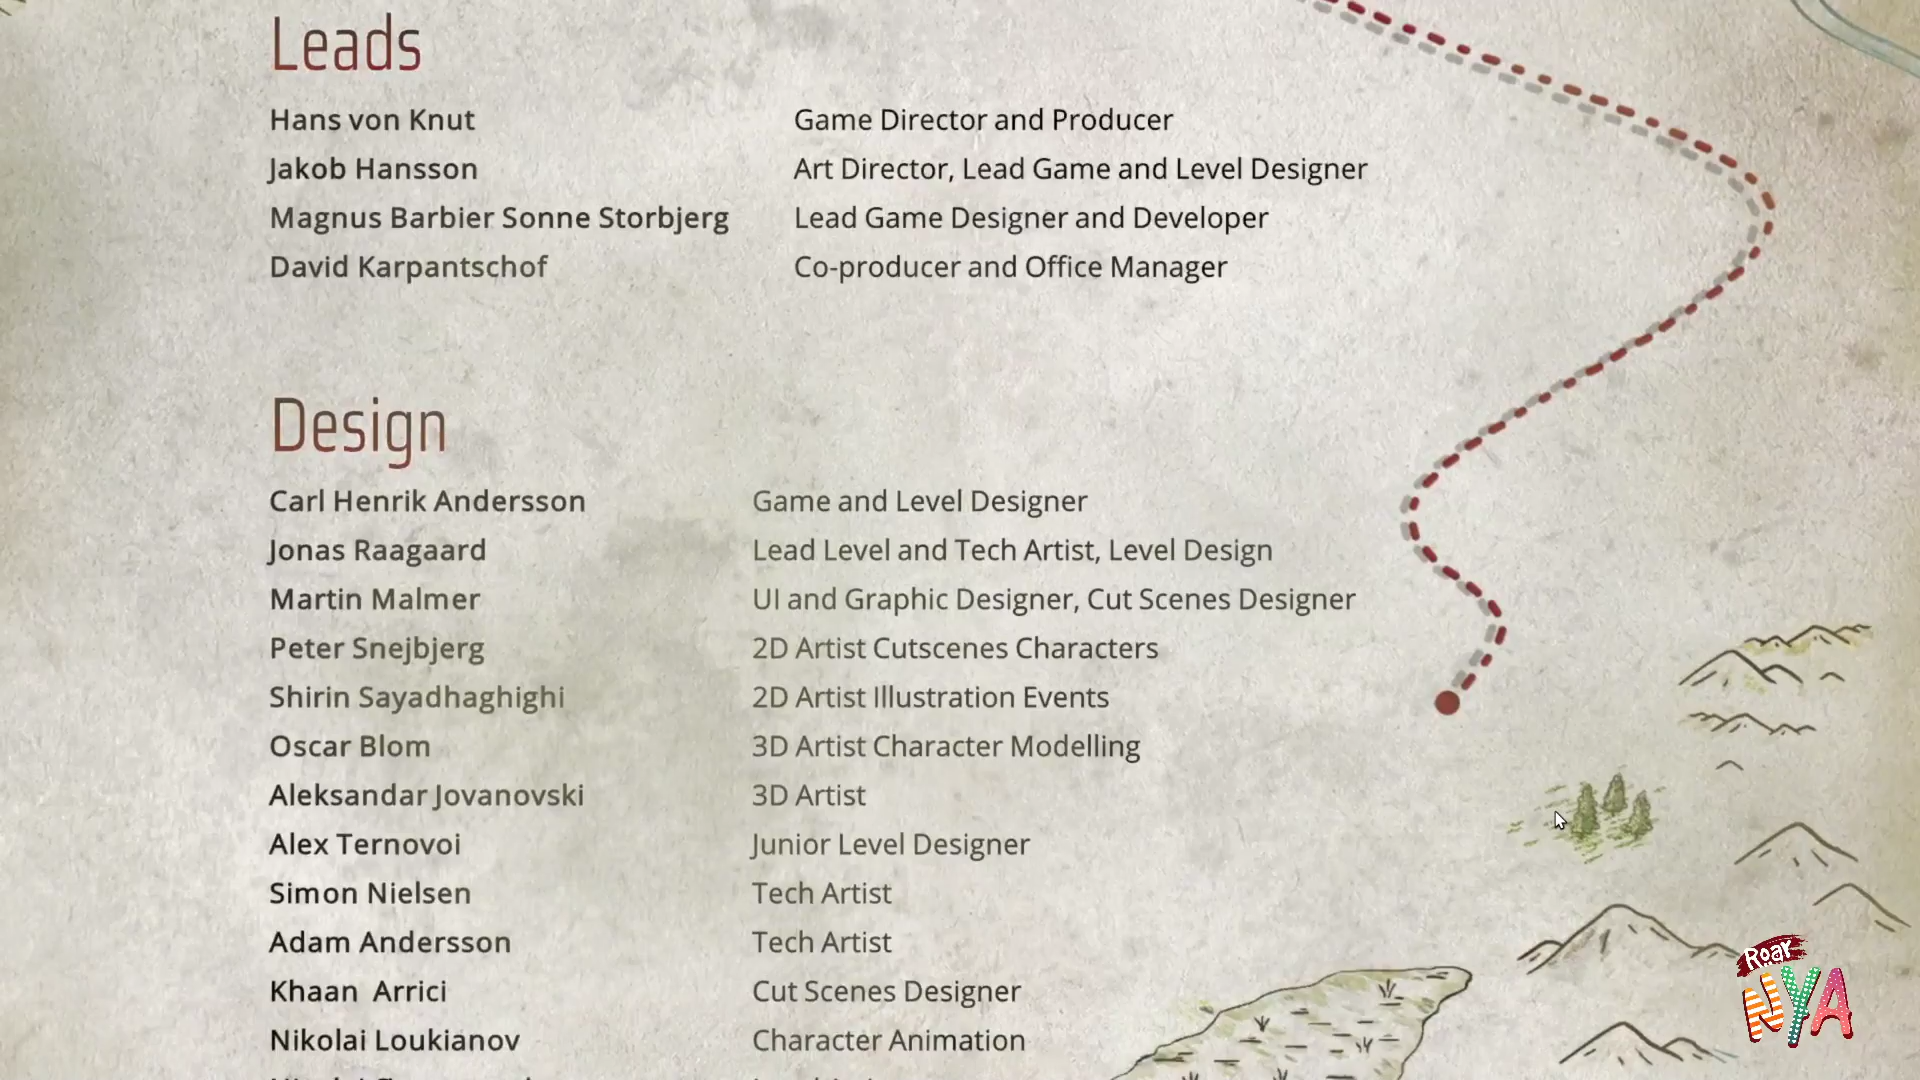 Leads
Hans von Knut Game Director and Producer
Jakob Hansson Art Director, Lead Game and Level Designer
Magnus Barbier Sonne Storbjerg Lead Game Designer and Developer
David Karpantschof Co-producer and Office Manager
Design
Carl Henrik Andersson Game and Level Designer
Jonas Raagaard Lead Level and Tech Artist, Level Design
Martin Malmer UI and Graphic Designer, Cut Scenes Designer
Peter Snejbjerg 2D Artist Cutscenes Characters
Shirin Sayadhaghighi 2D Artist Illustration Events
Oscar Blom 3D Artist Character Modelling
Aleksandar Jovanovski 3D Artist
Alex Ternovoi Junior Level Designer
Simon Nielsen Tech Artist
Adam Andersson Tech Artist
Khaan Arrici Cut Scenes Designer
Nikolai Loukianov Character Animation
Roar
NYA